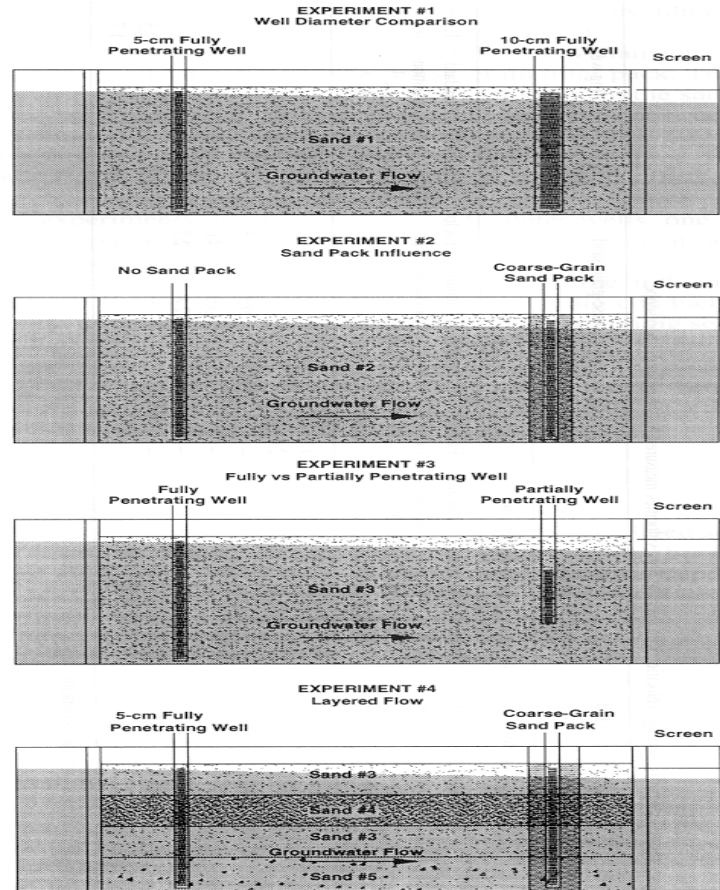 EXPERIMENT #1
Well Diameter Comparison
5-cm Fully
Penetrating Well
10-cm Fully
Penetrating Well
Screen
Sand #1
Groundwater Flow
EXPERIMENT #2
Sand Pack Influence
No Sand Pack
Coarse-Grain
Sand Pack
Screen
Sand #2
Groundwater Flow
EXPERIMENT #3
Fully vs Partially Penetrating Well
Fully
Penetrating Well
Partially
Penetrating Well
Screen
Sand #3
Groundwater Flow
EXPERIMENT #4
Layered Flow
5-cm Fully
Penetrating Well
Coarse-Grain
Sand Pack
Screen
Sand #3
Sand #4
Sand #3
Groundwater Flow
Sand #5